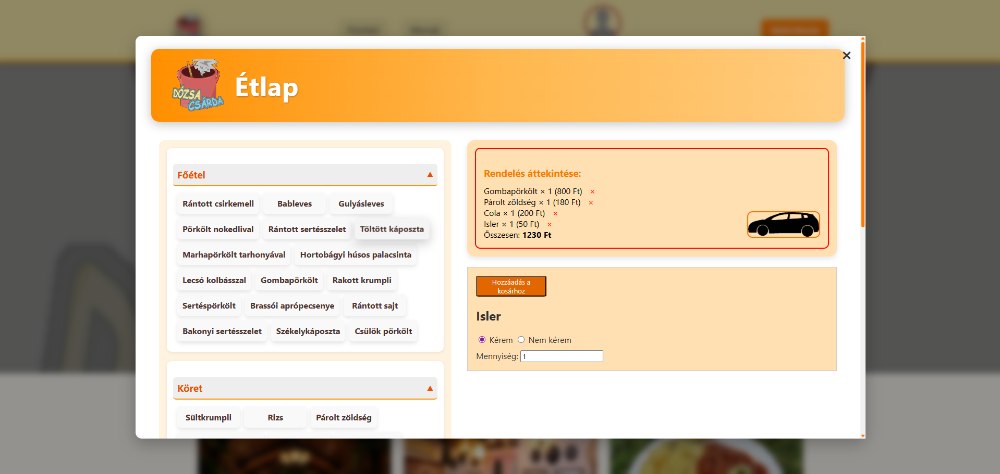 DÓZSA
CSÁRDA
Étlap
×
Főétel ▲
Rántott csirkemell Bableves Gulyásleves
Pörkölt nokedlival Rántott sertésszelet Töltött káposzta
Marhapörkölt tarhonyával Hortobágyi húsos palacsinta
Lecsó kolbásszal Gombapörkölt Rakott krumpli
Sertéspörkölt Brassói aprópecsenye Rántott sajt
Bakonyi sertésszelet Székelykáposzta Csülök pörkölt
Köret ▲
Sültkrumpli Rizs Párolt zöldség
Rendelés áttekintése:
Gombapörkölt × 1 (800 Ft) ×
Párolt zöldség × 1 (180 Ft) ×
Cola × 1 (200 Ft) ×
Isler × 1 (50 Ft) ×
Összesen: 1230 Ft
Hozzáadás a
kosárhoz
Isler
Kérem Nem kérem
Mennyiség: 1